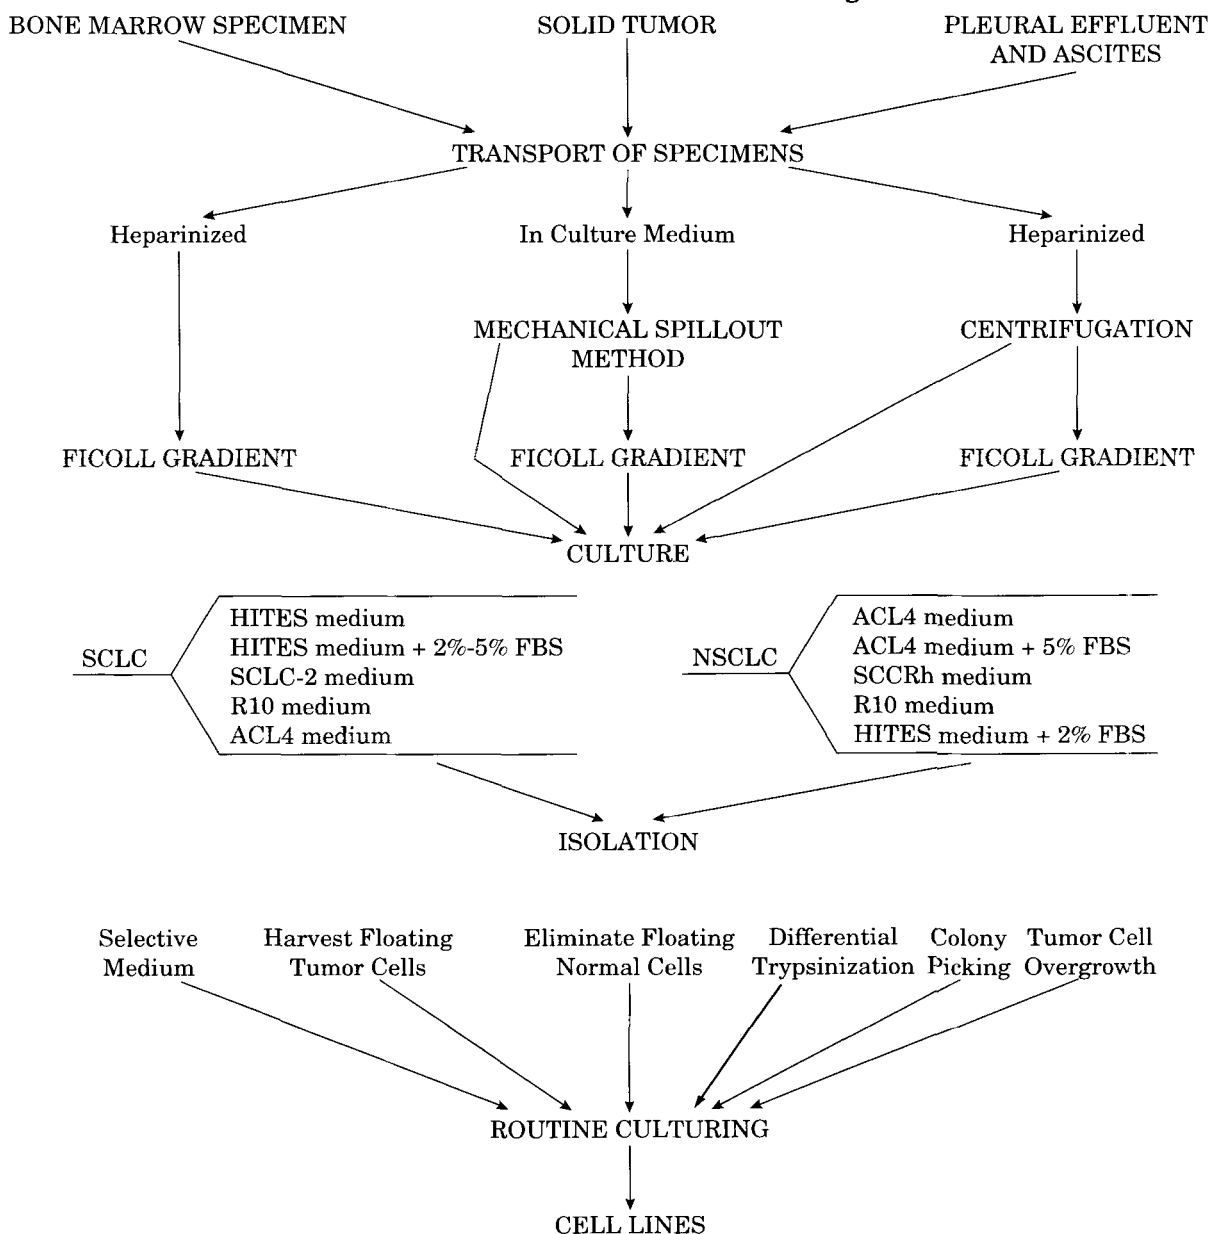 BONE MARROW SPECIMEN
SOLID TUMOR
PLEURAL EFFLUENT
AND ASCITES
TRANSPORT OF SPECIMENS
Heparinized
In Culture Medium
Heparinized
MECHANICAL SPILLOUT
METHOD
CENTRIFUGATION
FICOLL GRADIENT
FICOLL GRADIENT
FICOLL GRADIENT
CULTURE
SCLC
HITES medium
HITES medium + 2%-5% FBS
SCLC-2 medium
R10 medium
ACL4 medium
NSCLC
ACL4 medium
ACL4 medium + 5% FBS
SCCRh medium
R10 medium
HITES medium + 2% FBS
ISOLATION
Selective
Medium
Harvest Floating
Tumor Cells
Eliminate Floating
Normal Cells
Differential
Trypsinization
Colony
Picking
Tumor Cell
Overgrowth
ROUTINE CULTURING
CELL LINES